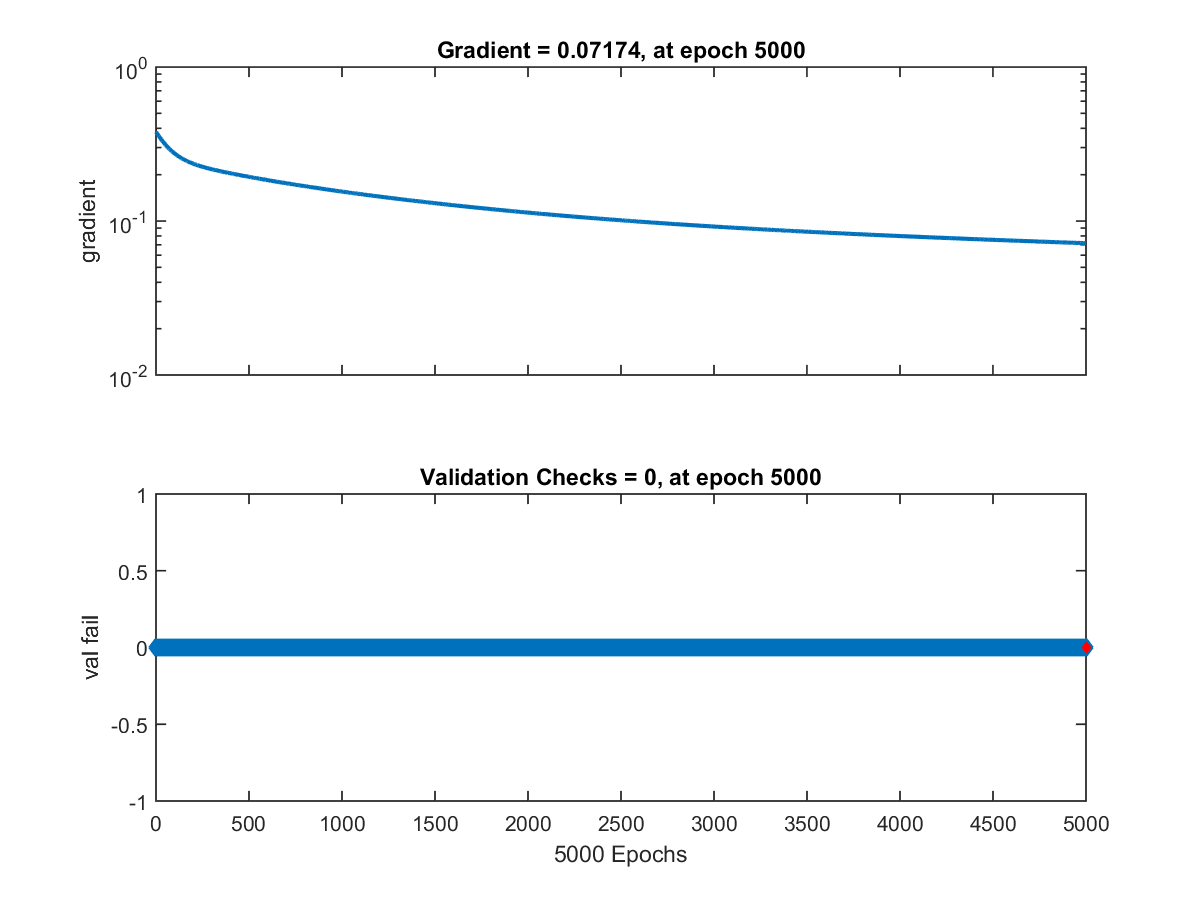 Gradient = 0.07174, at epoch 5000
10^0
10^-1
10^-2
gradient
Validation Checks = 0, at epoch 5000
1
0.5
0
-0.5
-1
val fail
0 500 1000 1500 2000 2500 3000 3500 4000 4500 5000
5000 Epochs